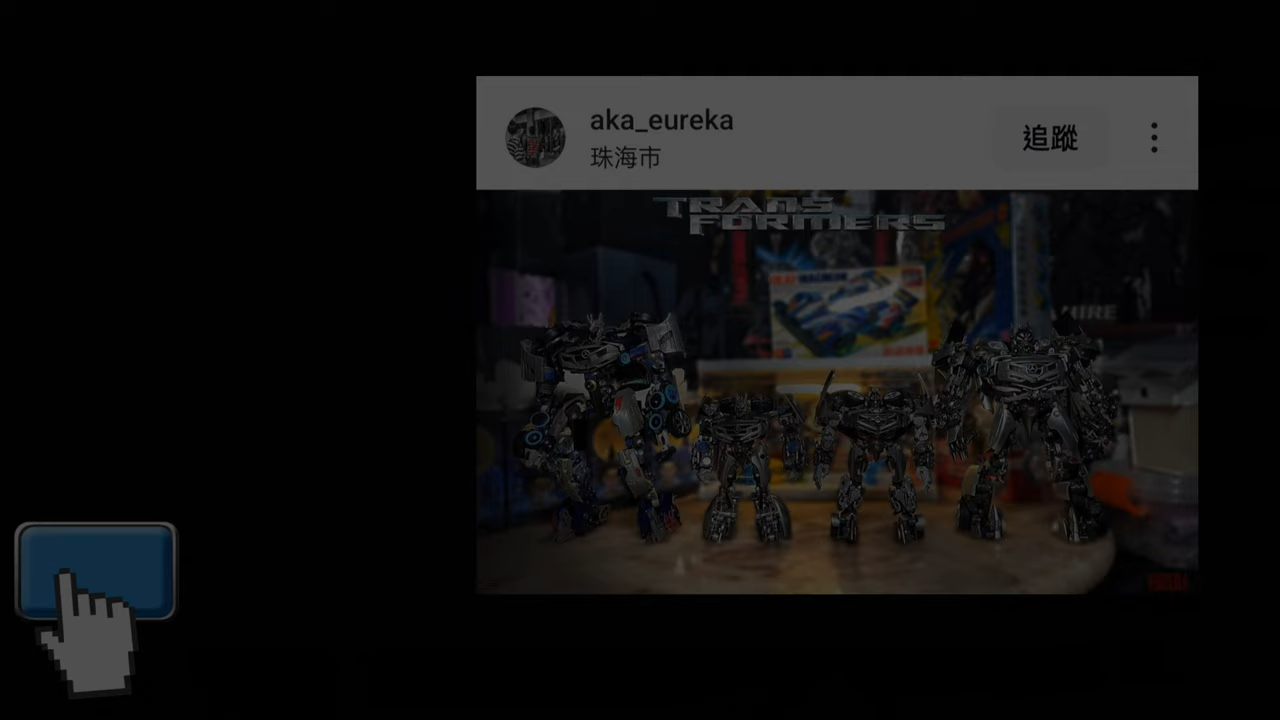 aka_eureka
珠海市
追蹤
TRANS
FORMERS